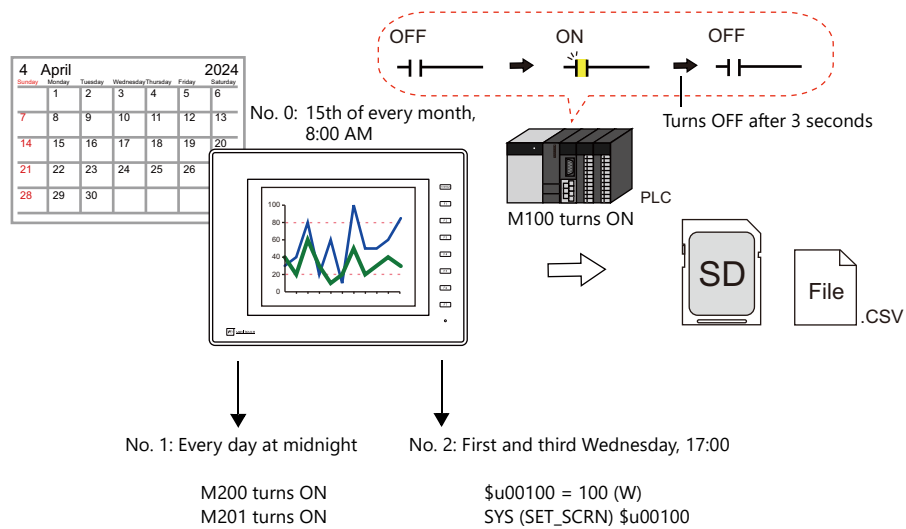 OFF
ON
OFF
4 April 2024
Sunday Monday Tuesday Wednesday Thursday Friday Saturday
1 2 3 4 5 6
7 8 9 10 11 12 13
14 15 16 17 18 19 20
21 22 23 24 25 26
28 29 30
No. 0: 15th of every month,
8:00 AM
Turns OFF after 3 seconds
PLC
M100 turns ON
100
80
60
40
20
0
SD
File
.CSV
No. 1: Every day at midnight
M200 turns ON
M201 turns ON
No. 2: First and third Wednesday, 17:00
$u00100 = 100 (W)
SYS (SET_SCRN) $u00100